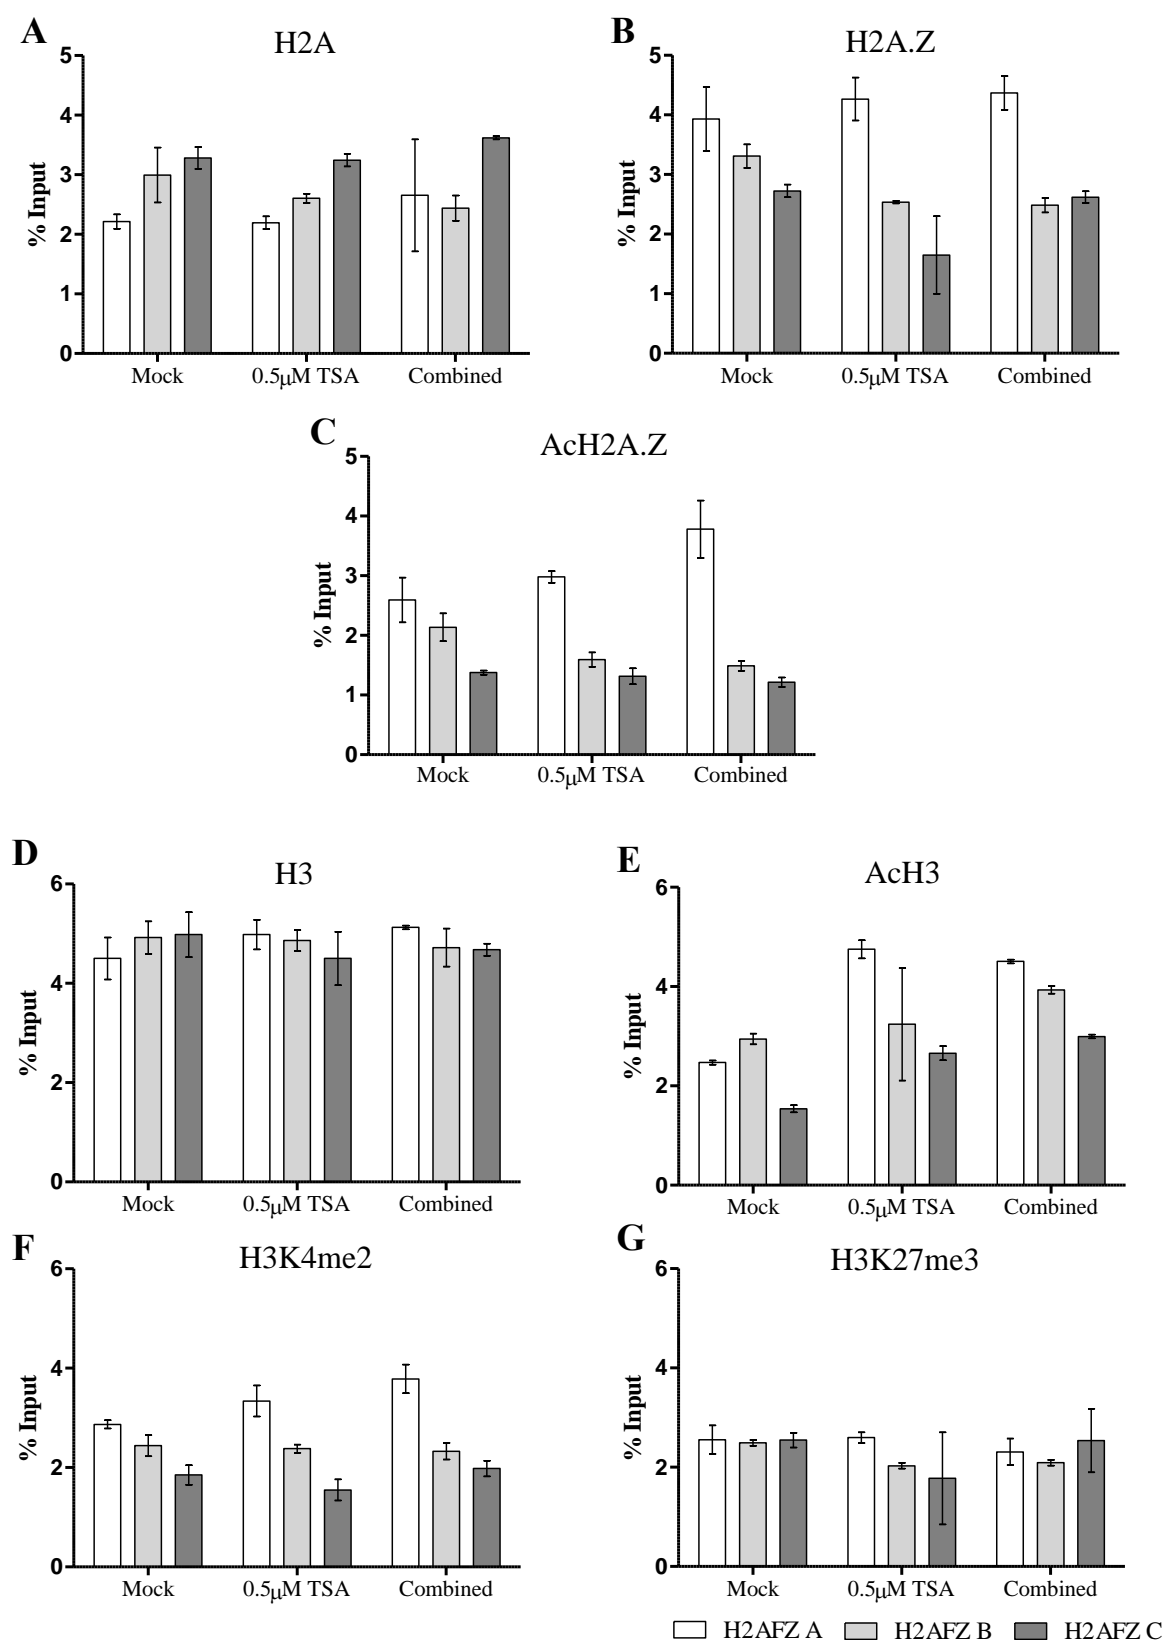 A
H2A
5
4
3
2
1
0
% Input
Mock
0.5μM TSA
Combined
B
H2A.Z
5
4
3
2
1
0
% Input
Mock
0.5μM TSA
Combined
C
AcH2A.Z
5
4
3
2
1
0
% Input
Mock
0.5μM TSA
Combined
D
H3
6
4
2
0
% Input
Mock
0.5μM TSA
Combined
E
AcH3
6
4
2
0
% Input
Mock
0.5μM TSA
Combined
F
H3K4me2
6
4
2
0
% Input
Mock
0.5μM TSA
Combined
G
H3K27me3
6
4
2
0
% Input
Mock
0.5μM TSA
Combined
H2AFZ A
H2AFZ B
H2AFZ C